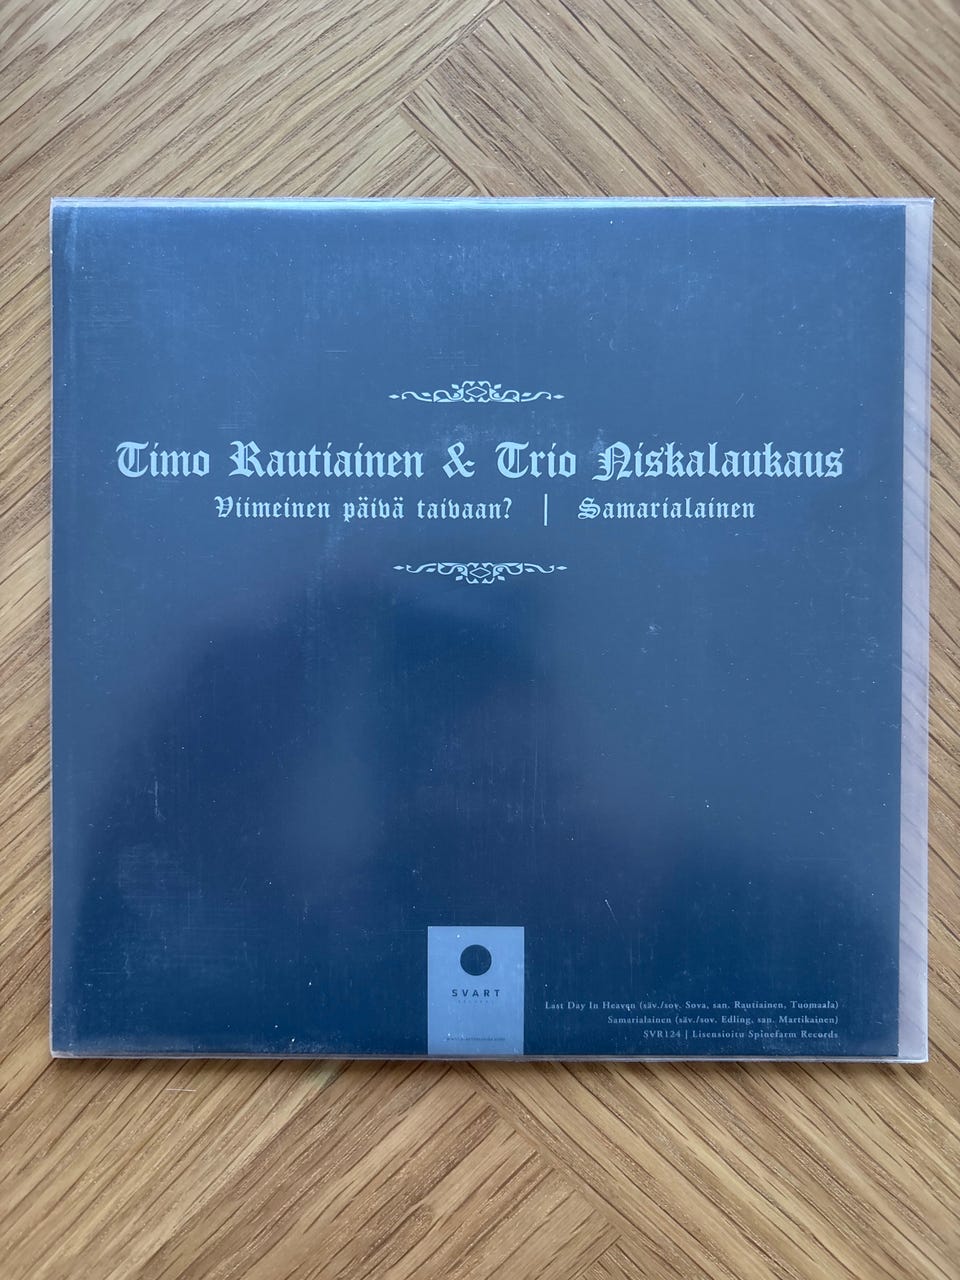 Timo Rautiainen & Trio Niskalaukaus
Viimeinen päivä taivaan? | Samarialainen
SVART
RECORDS
Last Day In Heaven (säv./sov. Sova, san. Rautiainen, Tuomaala)
Samarialainen (säv./sov. Edling, san. Martikainen)
SVR124 | Lisensioitu Spinefarm Records